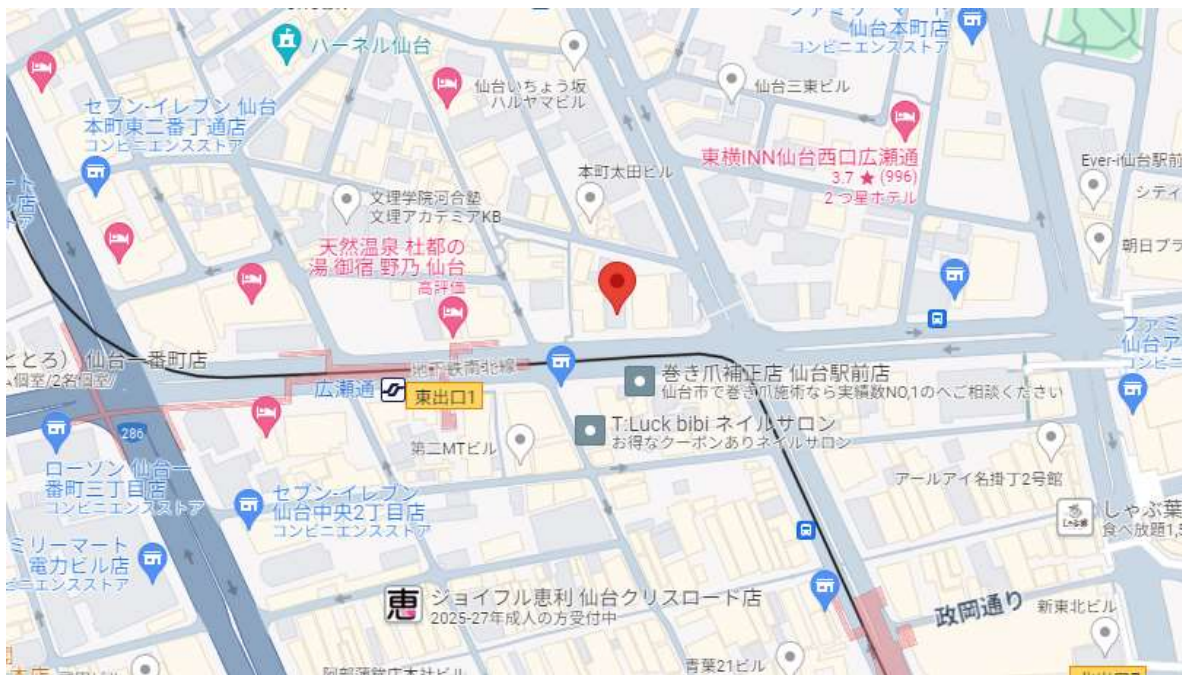 ハーネル仙台
仙台本町店
コンビニエンスストア
仙台いちょう坂
ハルヤマビル
仙台三東ビル
セブン-イレブン 仙台
本町東二番丁通店
コンビニエンスストア
東横INN仙台西口広瀬通
3.7 ★ (996)
2 つ星ホテル
本町太田ビル
Ever-i仙台駅前
シティ
文理学院河合塾
文理アカデミアKB
朝日プラ
天然温泉 杜都の
湯 御宿 野乃 仙台
高評価
ファミ
仙台ア
コンビニ
仙台一番町店
個室/2名個室/
地下鉄南北線
広瀬通
東出口1
巻き爪補正店 仙台駅前店
仙台市で巻き爪施術なら実績数NO,1のへご相談ください
286
T:Luck bibi ネイルサロン
お得なクーポンありネイルサロン
第二MTビル
ローソン 仙台一
番町三丁目店
コンビニエンスストア
アールアイ名掛丁2号館
セブン-イレブン
仙台中央2丁目店
コンビニエンスストア
しゃぶ葉
食べ放題1,5
ミリーマート
電力ビル店
ビニエンスストア
恵
ジョイフル恵利 仙台クリスロード店
2025-27年成人の方受付中
政岡通り
新東北ビル
青葉21ビル